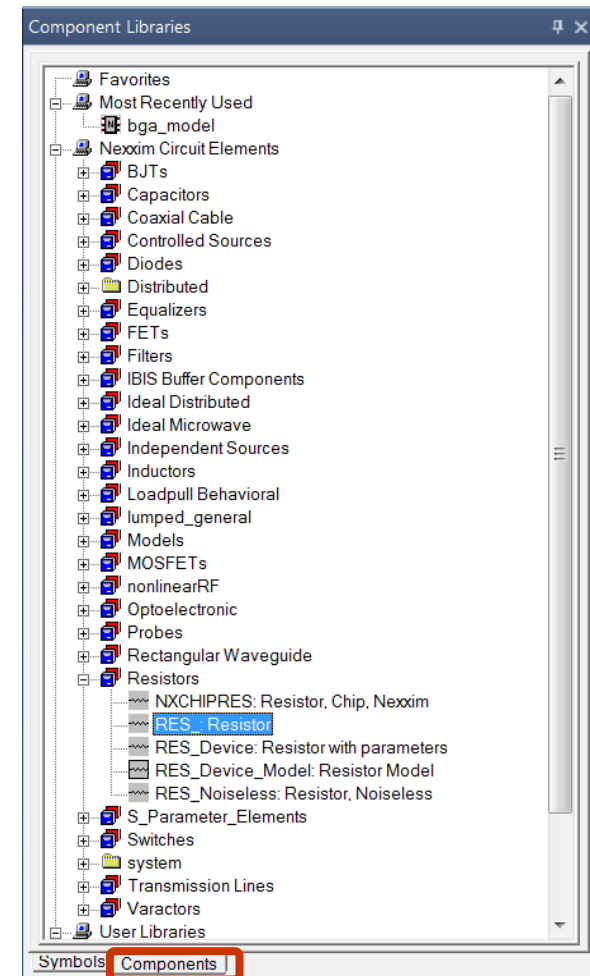 Component Libraries
Favorites
Most Recently Used
bga_model
Nexxim Circuit Elements
BJTs
Capacitors
Coaxial Cable
Controlled Sources
Diodes
Distributed
Equalizers
FETs
Filters
IBIS Buffer Components
Ideal Distributed
Ideal Microwave
Independent Sources
Inductors
Loadpull Behavioral
lumped_general
Models
MOSFETs
nonlinearRF
Optoelectronic
Probes
Rectangular Waveguide
Resistors
NXCHIPRES: Resistor, Chip, Nexxim
RES_: Resistor
RES_Device: Resistor with parameters
RES_Device_Model: Resistor Model
RES_Noiseless: Resistor, Noiseless
S_Parameter_Elements
Switches
system
Transmission Lines
Varactors
User Libraries
Symbols Components